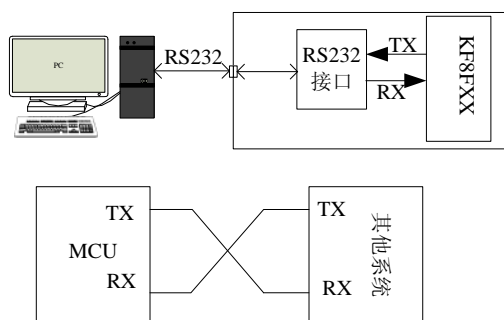 PC
RS232
RS232
接口
TX
RX
KF8FXX
TX
MCU
RX
TX
RX
其他系统